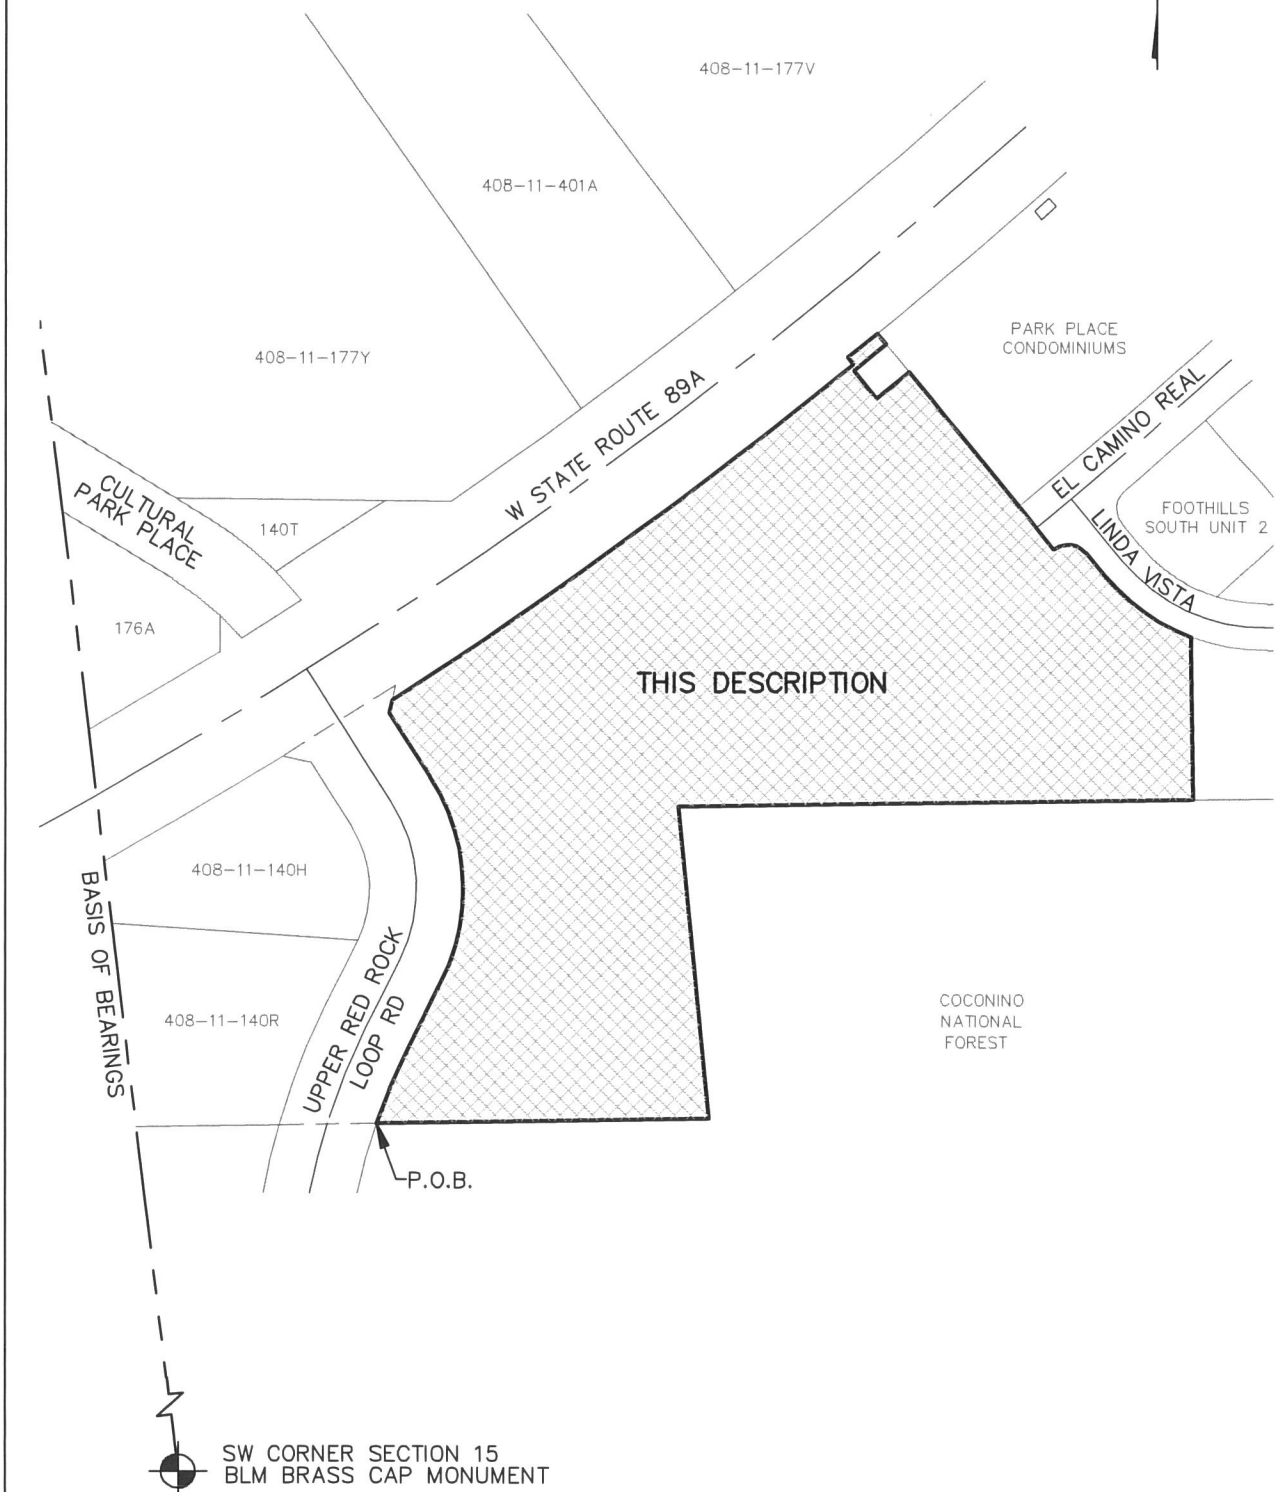 408-11-177V
408-11-401A
408-11-177Y
PARK PLACE
CONDOMINIUMS
W STATE ROUTE 89A
EL CAMINO REAL
CULTURAL
PARK PLACE
140T
LINDA VISTA
FOOTHILLS
SOUTH UNIT 2
176A
THIS DESCRIPTION
408-11-140H
BASIS OF BEARINGS
UPPER RED ROCK
LOOP RD
408-11-140R
COCONINO
NATIONAL
FOREST
P.O.B.
SW CORNER SECTION 15
BLM BRASS CAP MONUMENT